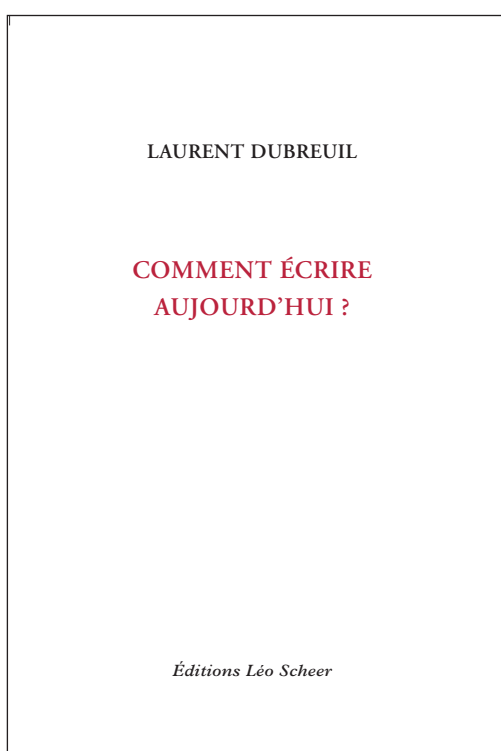 LAURENT DUBREUIL
COMMENT ÉCRIRE
AUJOURD’HUI ?
Éditions Léo Scheer